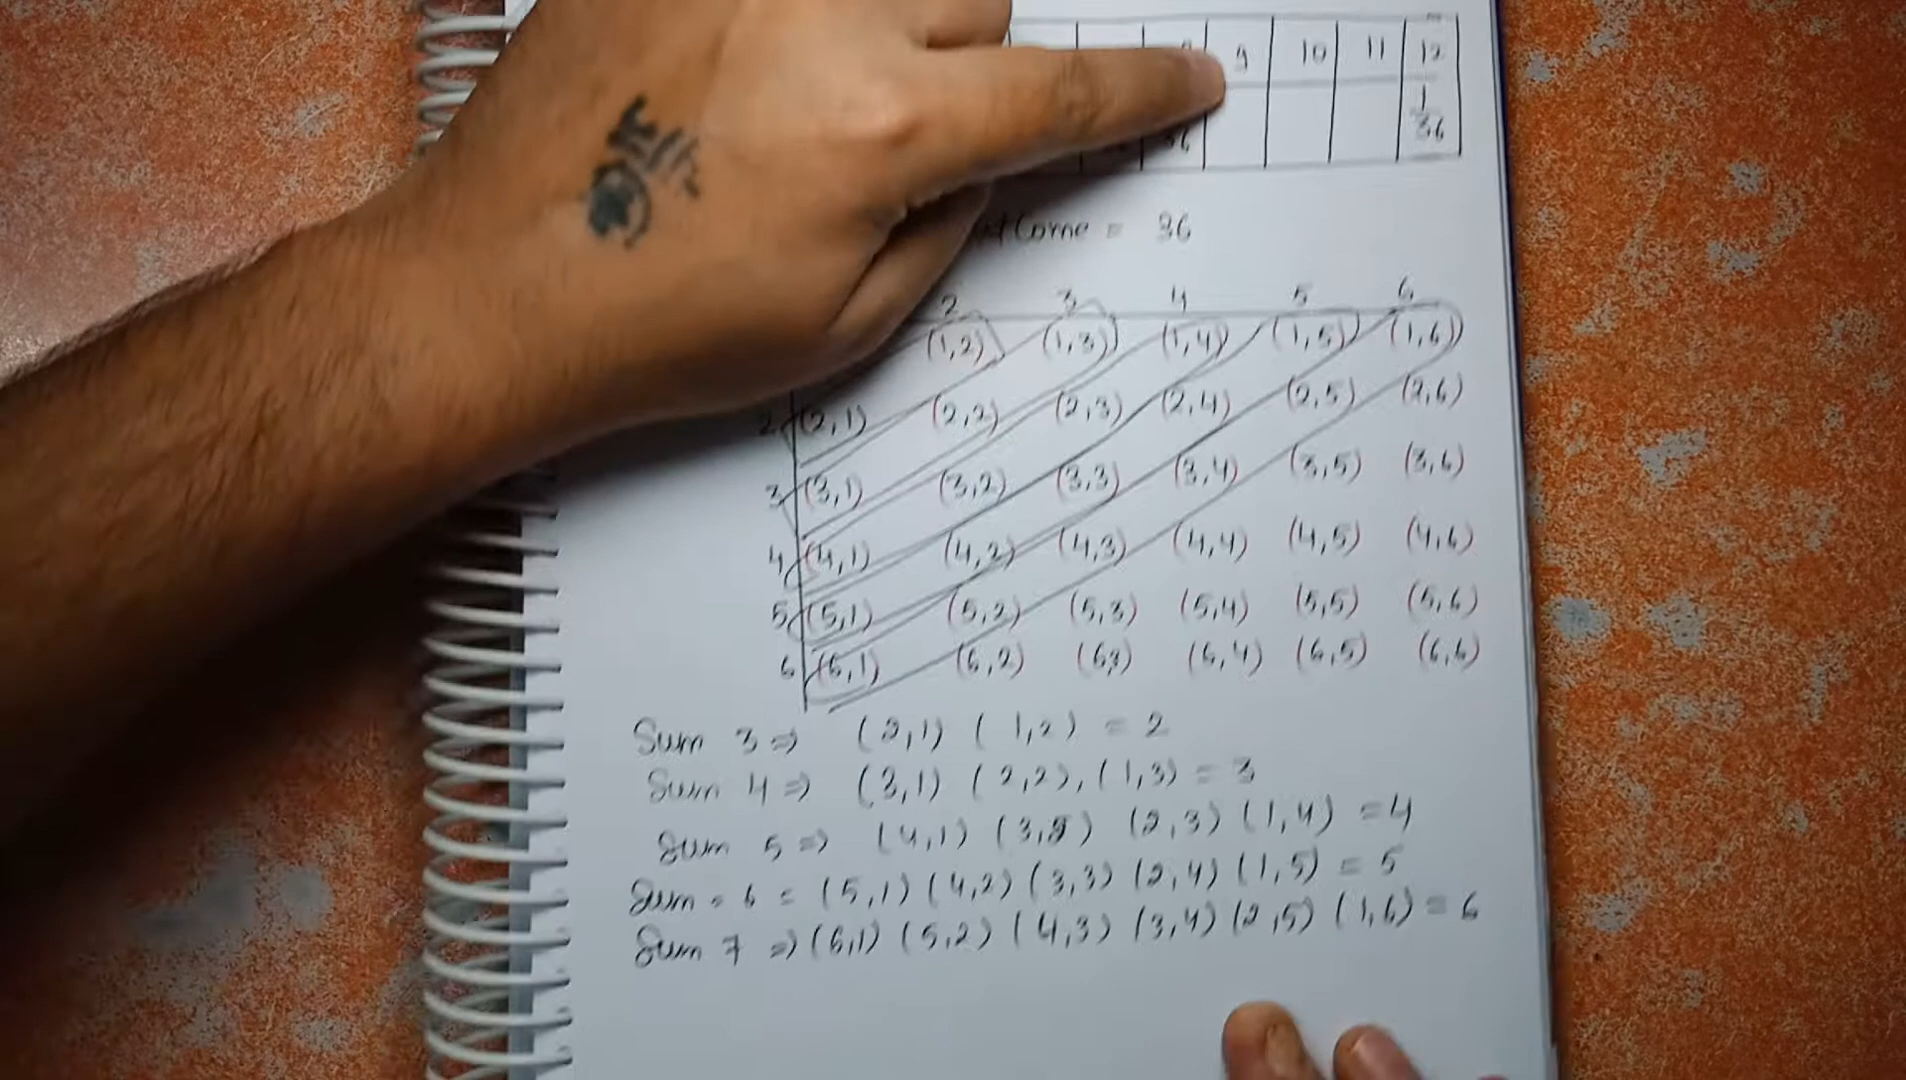 9 10 11 12
36 1/36
= 36
2 3 4 5 6
(1,2) (1,3) (1,4) (1,5) (1,6)
2 (2,1) (2,2) (2,3) (2,4) (2,5) (2,6)
3 (3,1) (3,2) (3,3) (3,4) (3,5) (3,6)
4 (4,1) (4,2) (4,3) (4,4) (4,5) (4,6)
5 (5,1) (5,2) (5,3) (5,4) (5,5) (5,6)
6 (6,1) (6,2) (6,3) (6,4) (6,5) (6,6)
Sum 3 ⇒ (2,1) (1,2) = 2
Sum 4 ⇒ (3,1) (2,2), (1,3) = 3
Sum 5 ⇒ (4,1) (3,2) (2,3) (1,4) = 4
Sum = 6 = (5,1) (4,2) (3,3) (2,4) (1,5) = 5
Sum 7 ⇒ (6,1) (5,2) (4,3) (3,4) (2,5) (1,6) = 6